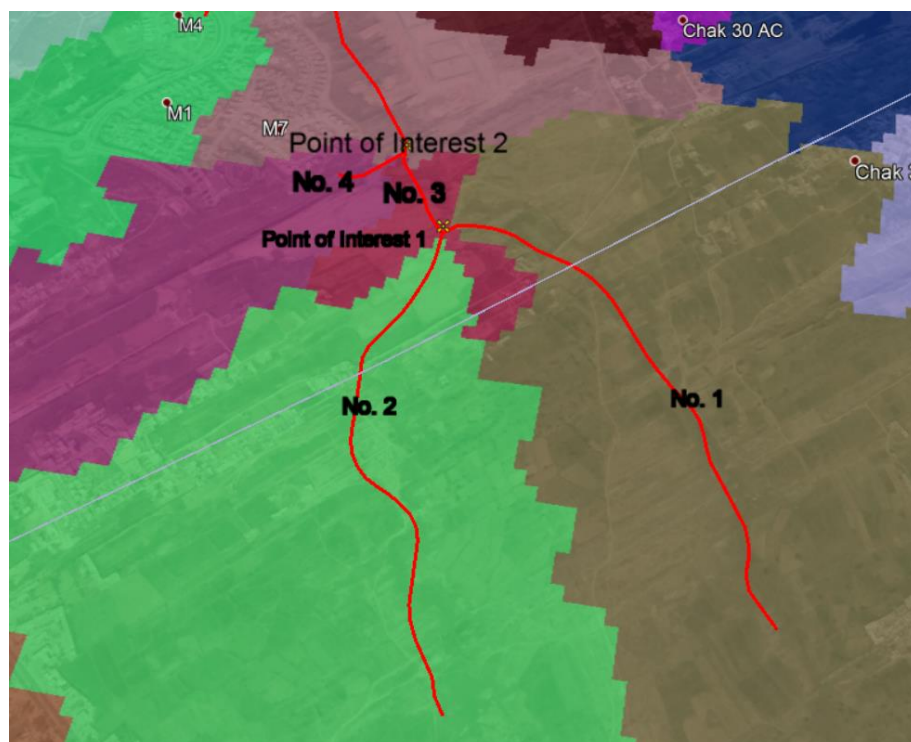 M4
Chak 30 AC
M1
M7
Point of Interest 2
Chak 3
No. 4
No. 3
Point of Interest 1
No. 2
No. 1